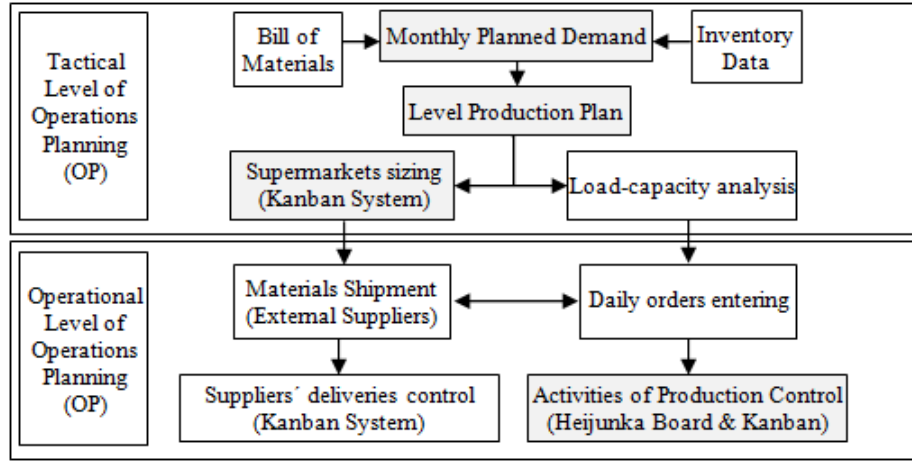 Tactical
Level of
Operations
Planning
(OP)
Bill of
Materials
Monthly Planned Demand
Inventory
Data
Level Production Plan
Supermarkets sizing
(Kanban System)
Load-capacity analysis
Operational
Level of
Operations
Planning
(OP)
Materials Shipment
(External Suppliers)
Daily orders entering
Suppliers´ deliveries control
(Kanban System)
Activities of Production Control
(Heijunka Board & Kanban)